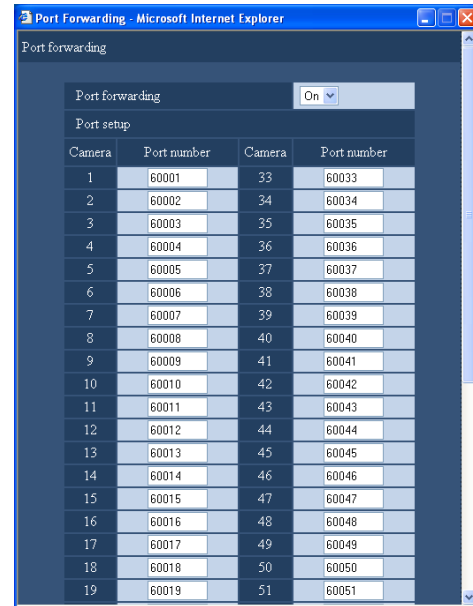 Port Forwarding - Microsoft Internet Explorer
Port forwarding
Port forwarding On
Port setup
Camera Port number Camera Port number
1 60001 33 60033
2 60002 34 60034
3 60003 35 60035
4 60004 36 60036
5 60005 37 60037
6 60006 38 60038
7 60007 39 60039
8 60008 40 60040
9 60009 41 60041
10 60010 42 60042
11 60011 43 60043
12 60012 44 60044
13 60013 45 60045
14 60014 46 60046
15 60015 47 60047
16 60016 48 60048
17 60017 49 60049
18 60018 50 60050
19 60019 51 60051